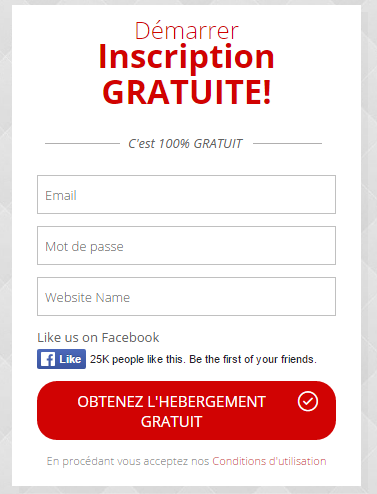 Démarrer
Inscription
GRATUITE!
C'est 100% GRATUIT
Email
Mot de passe
Website Name
Like us on Facebook
f Like 25K people like this. Be the first of your friends.
OBTENEZ L'HEBERGEMENT
GRATUIT
En procédant vous acceptez nos Conditions d'utilisation